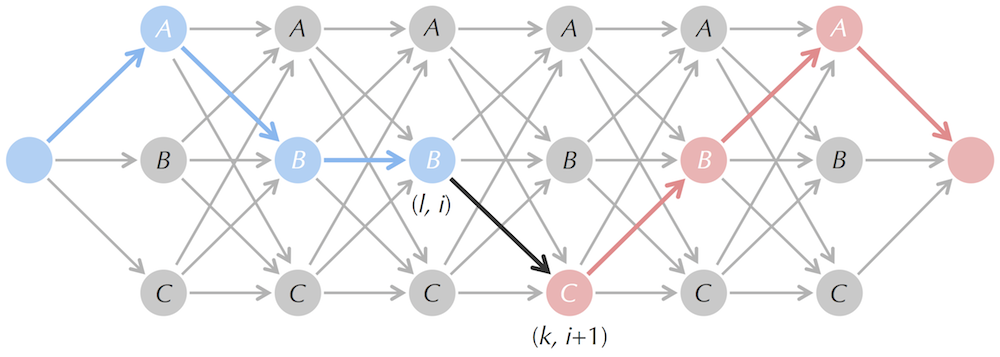 A A A A A A
B B B B B B
(l, i)
C C C C C C
(k, i+1)